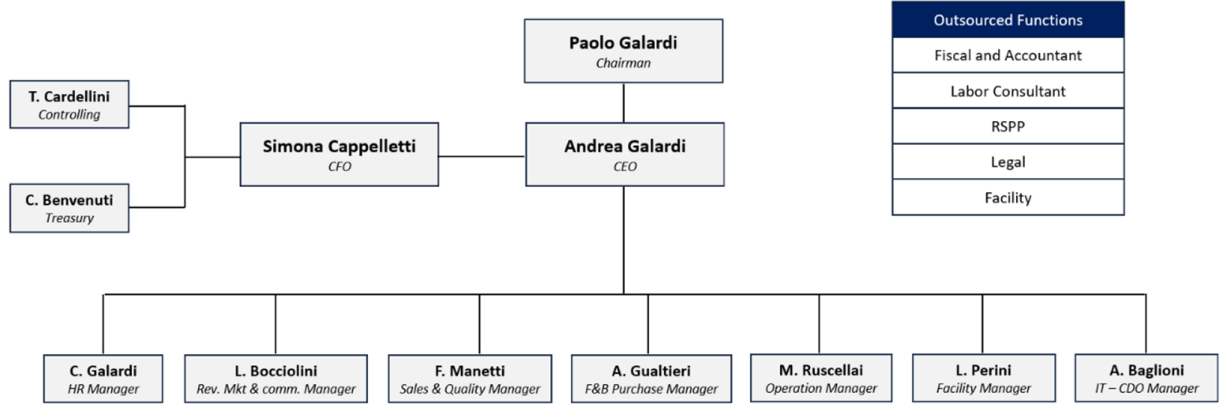 Paolo Galardi
Chairman
Outsourced Functions
Fiscal and Accountant
Labor Consultant
RSPP
Legal
Facility
T. Cardellini
Controlling
Simona Cappelletti
CFO
Andrea Galardi
CEO
C. Benvenuti
Treasury
C. Galardi
HR Manager
L. Bocciolini
Rev. Mkt & comm. Manager
F. Manetti
Sales & Quality Manager
A. Gualtieri
F&B Purchase Manager
M. Ruscellai
Operation Manager
L. Perini
Facility Manager
A. Baglioni
IT – CDO Manager